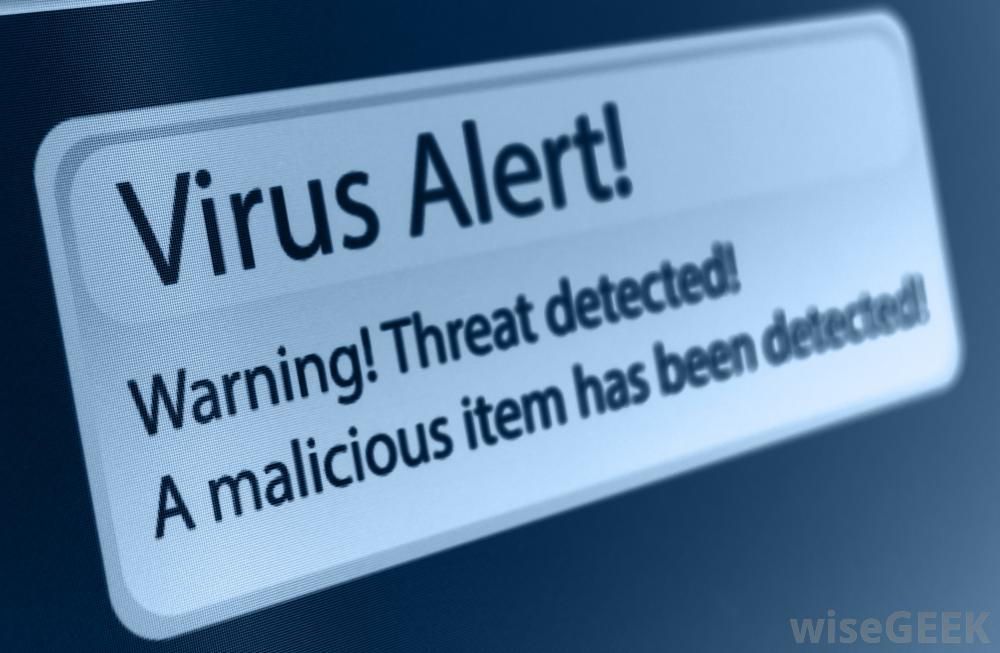 Virus Alert!
Warning! Threat detected!
A malicious item has been detected!
wiseGEEK